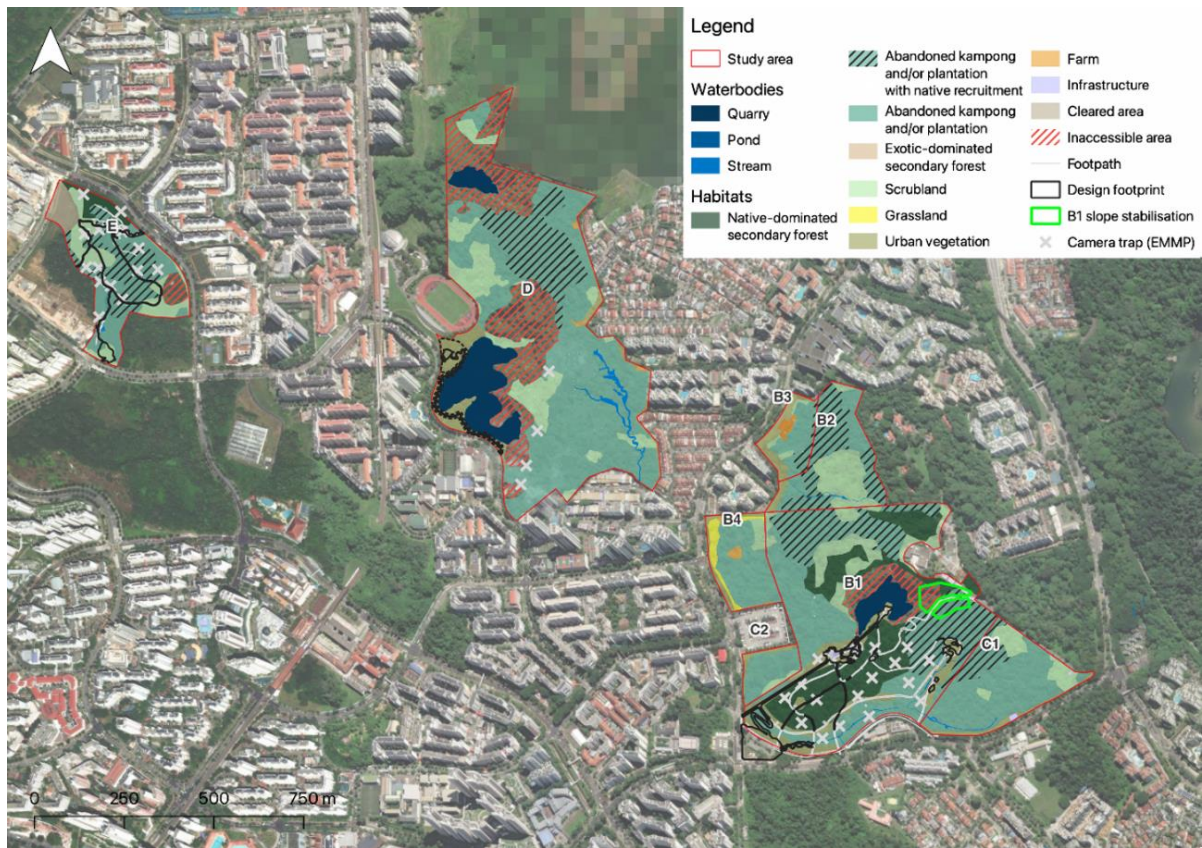 Legend
Study area
Waterbodies
Quarry
Pond
Stream
Habitats
Native-dominated
secondary forest
Abandoned kampong
and/or plantation
with native recruitment
Abandoned kampong
and/or plantation
Exotic-dominated
secondary forest
Scrubland
Grassland
Urban vegetation
Farm
Infrastructure
Cleared area
Inaccessible area
Footpath
Design footprint
B1 slope stabilisation
Camera trap (EMMP)
E
D
B3
B2
B4
B1
C2
C1
0 250 500 750 m